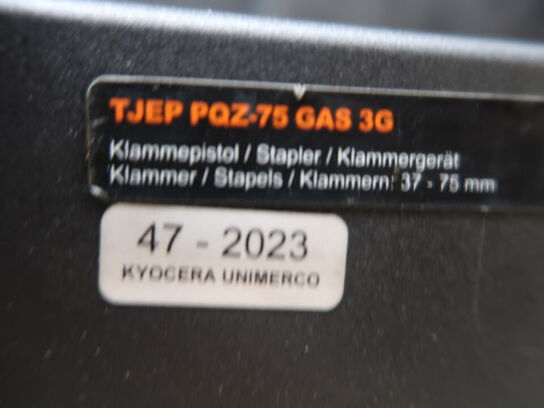 TJEP PQZ-75 GAS 3G
Klammepistol / Stapler / Klammergerät
Klammer / Stapels / Klammern: 37 - 75 mm
47 - 2023
KYOCERA UNIMERCO